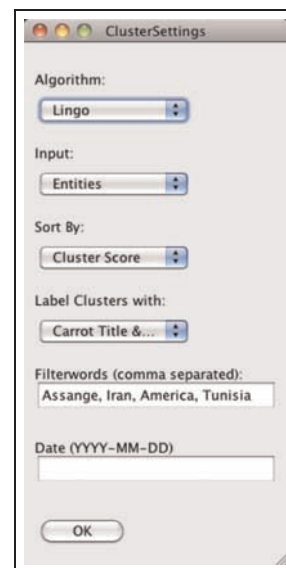 ClusterSettings
Algorithm:
Lingo
Input:
Entities
Sort By:
Cluster Score
Label Clusters with:
Carrot Title &...
Filterwords (comma separated):
Assange, Iran, America, Tunisia
Date (YYYY-MM-DD)
OK